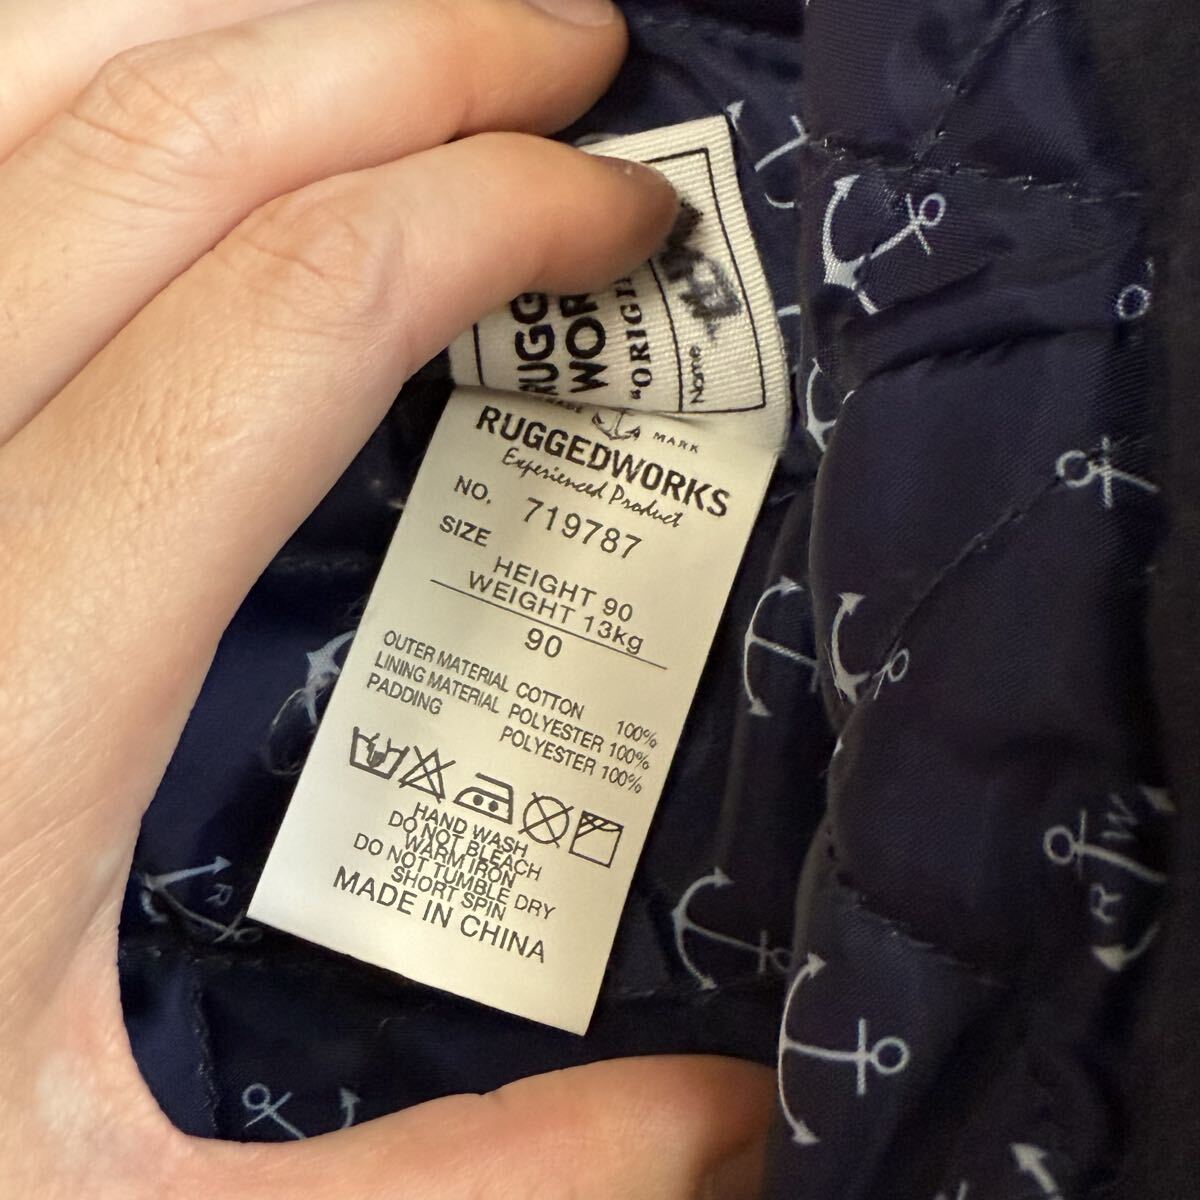 RUGG
WOR
"ORIGI
Name
MARK
RUGGEDWORKS
Experienced Product
NO. 719787
SIZE
HEIGHT 90
WEIGHT 13kg
90
OUTER MATERIAL COTTON 100%
LINING MATERIAL POLYESTER 100%
PADDING POLYESTER 100%
HAND WASH
DO NOT BLEACH
WARM IRON
DO NOT TUMBLE DRY
SHORT SPIN
MADE IN CHINA
R
W
R